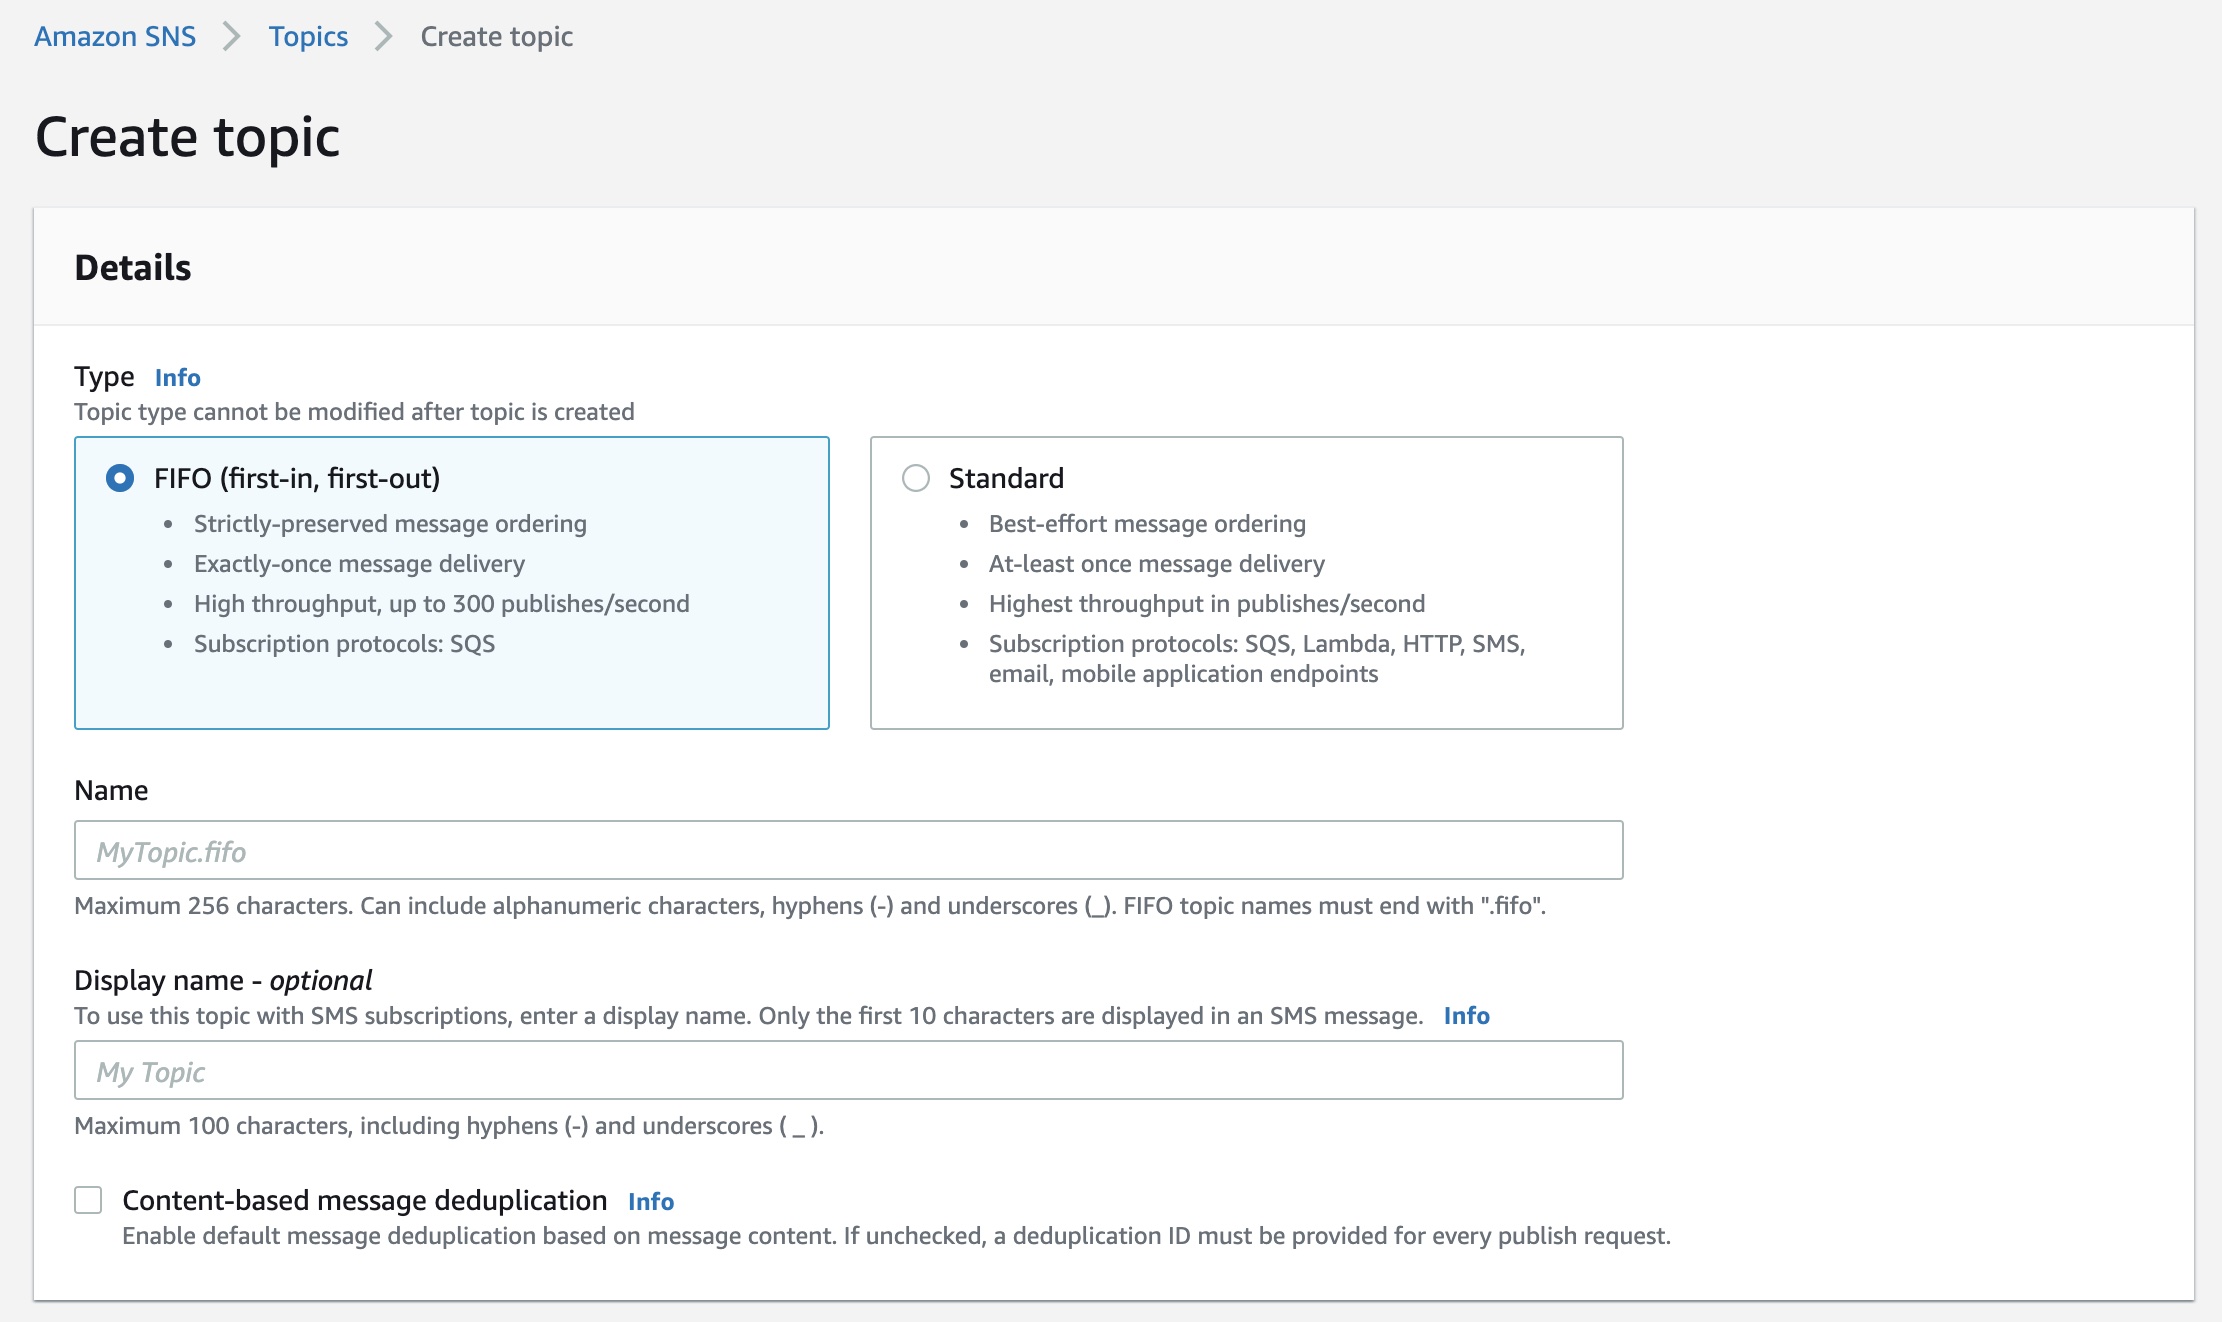 Amazon SNS > Topics > Create topic
Create topic
Details
Type Info
Topic type cannot be modified after topic is created
FIFO (first-in, first-out)
• Strictly-preserved message ordering
• Exactly-once message delivery
• High throughput, up to 300 publishes/second
• Subscription protocols: SQS
Standard
• Best-effort message ordering
• At-least once message delivery
• Highest throughput in publishes/second
• Subscription protocols: SQS, Lambda, HTTP, SMS,
email, mobile application endpoints
Name
MyTopic.fifo
Maximum 256 characters. Can include alphanumeric characters, hyphens (-) and underscores (_). FIFO topic names must end with ".fifo".
Display name - optional
To use this topic with SMS subscriptions, enter a display name. Only the first 10 characters are displayed in an SMS message. Info
My Topic
Maximum 100 characters, including hyphens (-) and underscores ( _ ).
Content-based message deduplication Info
Enable default message deduplication based on message content. If unchecked, a deduplication ID must be provided for every publish request.